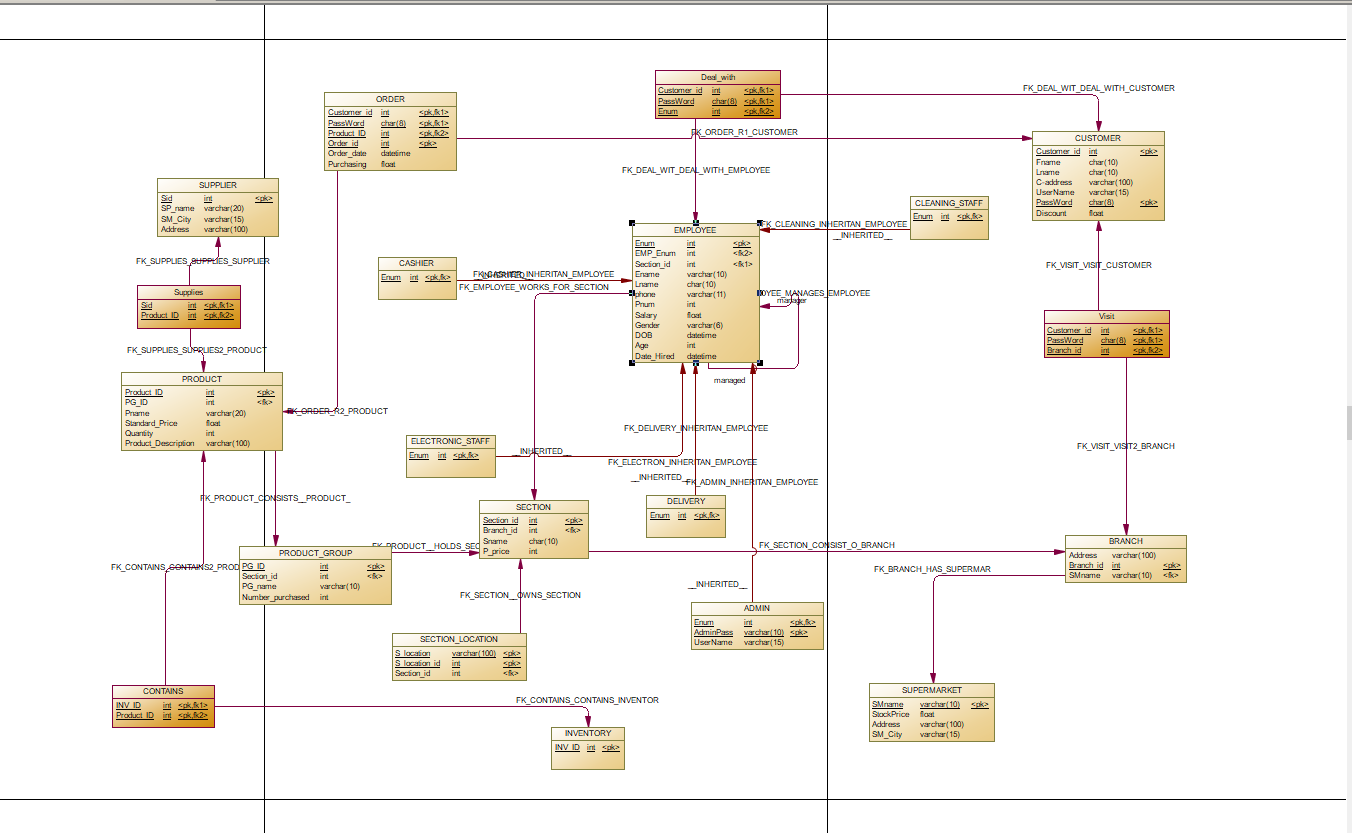 Deal_with
Customer_id int <pk,fk1>
PassWord char(8) <pk,fk1>
Enum int <pk,fk2>
FK_DEAL_WIT_DEAL_WITH_CUSTOMER
ORDER
Customer_id int <pk,fk1>
PassWord char(8) <pk,fk1>
Product_ID int <pk,fk2>
Order_id int <pk>
Order_date datetime
Purchasing float
FK_ORDER_R1_CUSTOMER
CUSTOMER
Customer_id int <pk>
Fname char(10)
Lname char(10)
C-address varchar(100)
UserName varchar(15)
PassWord char(8) <pk>
Discount float
FK_DEAL_WIT_DEAL_WITH_EMPLOYEE
SUPPLIER
Sid int <pk>
SP_name varchar(20)
SM_City varchar(15)
Address varchar(100)
CLEANING_STAFF
Enum int <pk,fk>
FK_CLEANING_INHERITAN_EMPLOYEE
__INHERITED__
EMPLOYEE
Enum int <pk>
EMP_Enum int <fk2>
Section_id int <fk1>
Ename varchar(10)
Lname char(10)
phone varchar(11)
Pnum int
Salary float
Gender varchar(6)
DOB datetime
Age int
Date_Hired datetime
FK_SUPPLIES_SUPPLIES_SUPPLIER
CASHIER
Enum int <pk,fk>
FK_CASHIER_INHERITAN_EMPLOYEE
__INHERITED__
FK_EMPLOYEE_WORKS_FOR_SECTION
OYEE_MANAGES_EMPLOYEE
manager
managed
FK_VISIT_VISIT_CUSTOMER
Supplies
Sid int <pk,fk1>
Product_ID int <pk,fk2>
FK_SUPPLIES_SUPPLIES2_PRODUCT
Visit
Customer_id int <pk,fk1>
PassWord char(8) <pk,fk1>
Branch_id int <pk,fk2>
PRODUCT
Product_ID int <pk>
PG_ID int <fk>
Pname varchar(20)
Standard_Price float
Quantity int
Product_Description varchar(100)
FK_ORDER_R2_PRODUCT
FK_DELIVERY_INHERITAN_EMPLOYEE
ELECTRONIC_STAFF
Enum int <pk,fk>
__INHERITED__
FK_ELECTRON_INHERITAN_EMPLOYEE
__INHERITED__
FK_ADMIN_INHERITAN_EMPLOYEE
FK_VISIT_VISIT2_BRANCH
FK_PRODUCT_CONSISTS__PRODUCT_
DELIVERY
Enum int <pk,fk>
SECTION
Section_id int <pk>
Branch_id int <fk>
Sname char(10)
P_price int
FK_PRODUCT__HOLDS_SEC
FK_SECTION_CONSIST_O_BRANCH
BRANCH
Address varchar(100)
Branch_id int <pk>
SMname varchar(10) <fk>
PRODUCT_GROUP
PG_ID int <pk>
Section_id int <fk>
PG_name varchar(10)
Number_purchased int
FK_CONTAINS_CONTAINS2_PROD
FK_BRANCH_HAS_SUPERMAR
FK_SECTION__OWNS_SECTION
__INHERITED__
ADMIN
Enum int <pk,fk>
AdminPass varchar(10) <pk>
UserName varchar(15)
SECTION_LOCATION
S_location varchar(100) <pk>
S_location_id int <pk>
Section_id int <fk>
CONTAINS
INV_ID int <pk,fk1>
Product_ID int <pk,fk2>
FK_CONTAINS_CONTAINS_INVENTOR
SUPERMARKET
SMname varchar(10) <pk>
StockPrice float
Address varchar(100)
SM_City varchar(15)
INVENTORY
INV_ID int <pk>